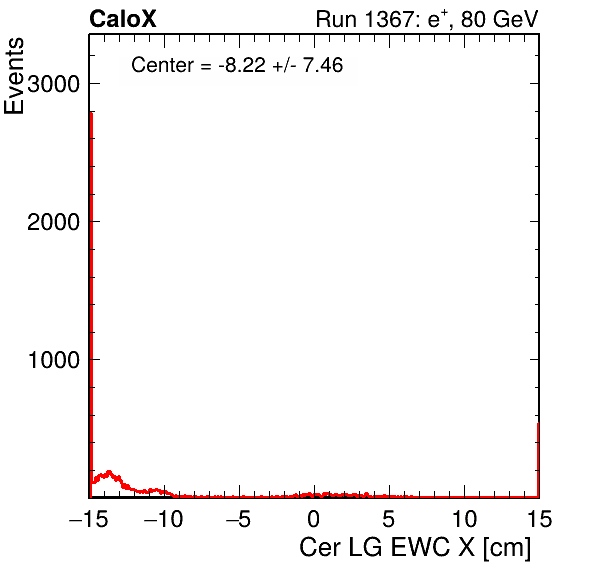 CaloX Run 1367: e⁺, 80 GeV
Center = -8.22 +/- 7.46
Events
3000
2000
1000
−15 −10 −5 0 5 10 15
Cer LG EWC X [cm]